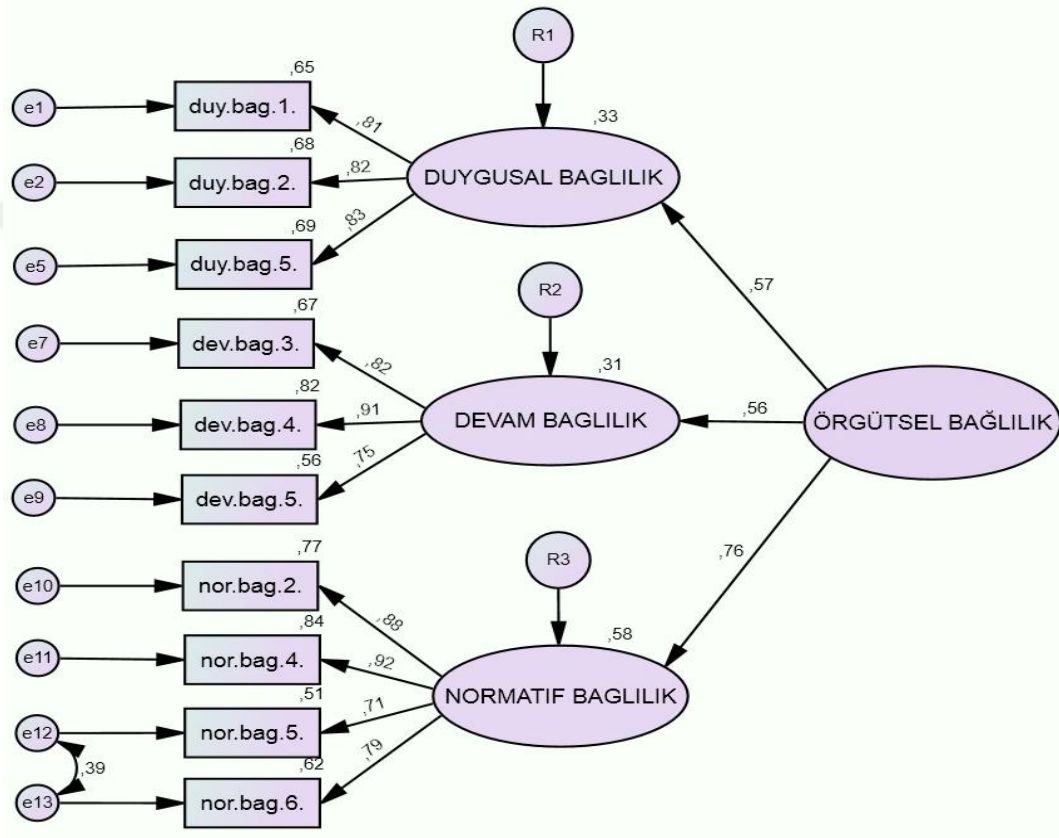 R1
,65
e1
duy.bag.1.
,81
,33
,68
DUYGUSAL BAGLILIK
e2
duy.bag.2.
,82
,69
,83
e5
duy.bag.5.
,57
R2
,67
e7
dev.bag.3.
,82
,31
,82
e8
dev.bag.4.
,91
DEVAM BAGLILIK
,56
ÖRGÜTSEL BAĞLILIK
,56
,75
e9
dev.bag.5.
,77
R3
,76
e10
nor.bag.2.
,88
,84
,58
e11
nor.bag.4.
,92
NORMATIF BAGLILIK
,51
,71
e12
nor.bag.5.
,79
,62
,39
e13
nor.bag.6.